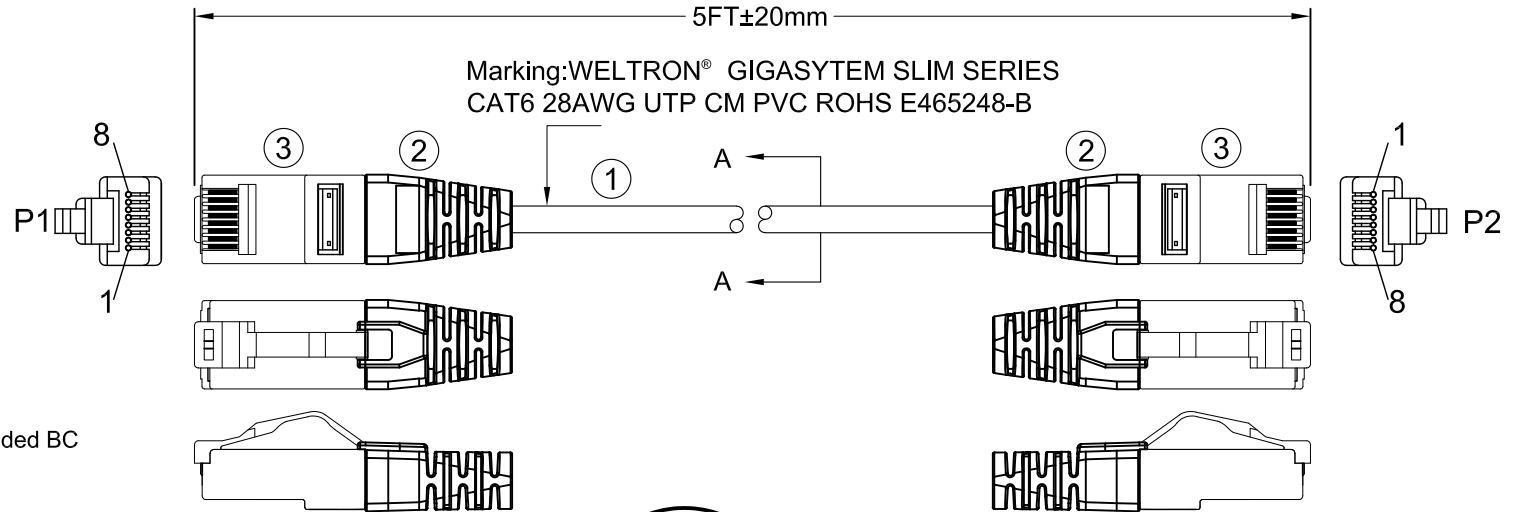 5FT±20mm
Marking:WELTRON® GIGASYTEM SLIM SERIES
CAT6 28AWG UTP CM PVC ROHS E465248-B
8
3
2
1
A
2
3
1
P1
P2
1
A
8
ded BC